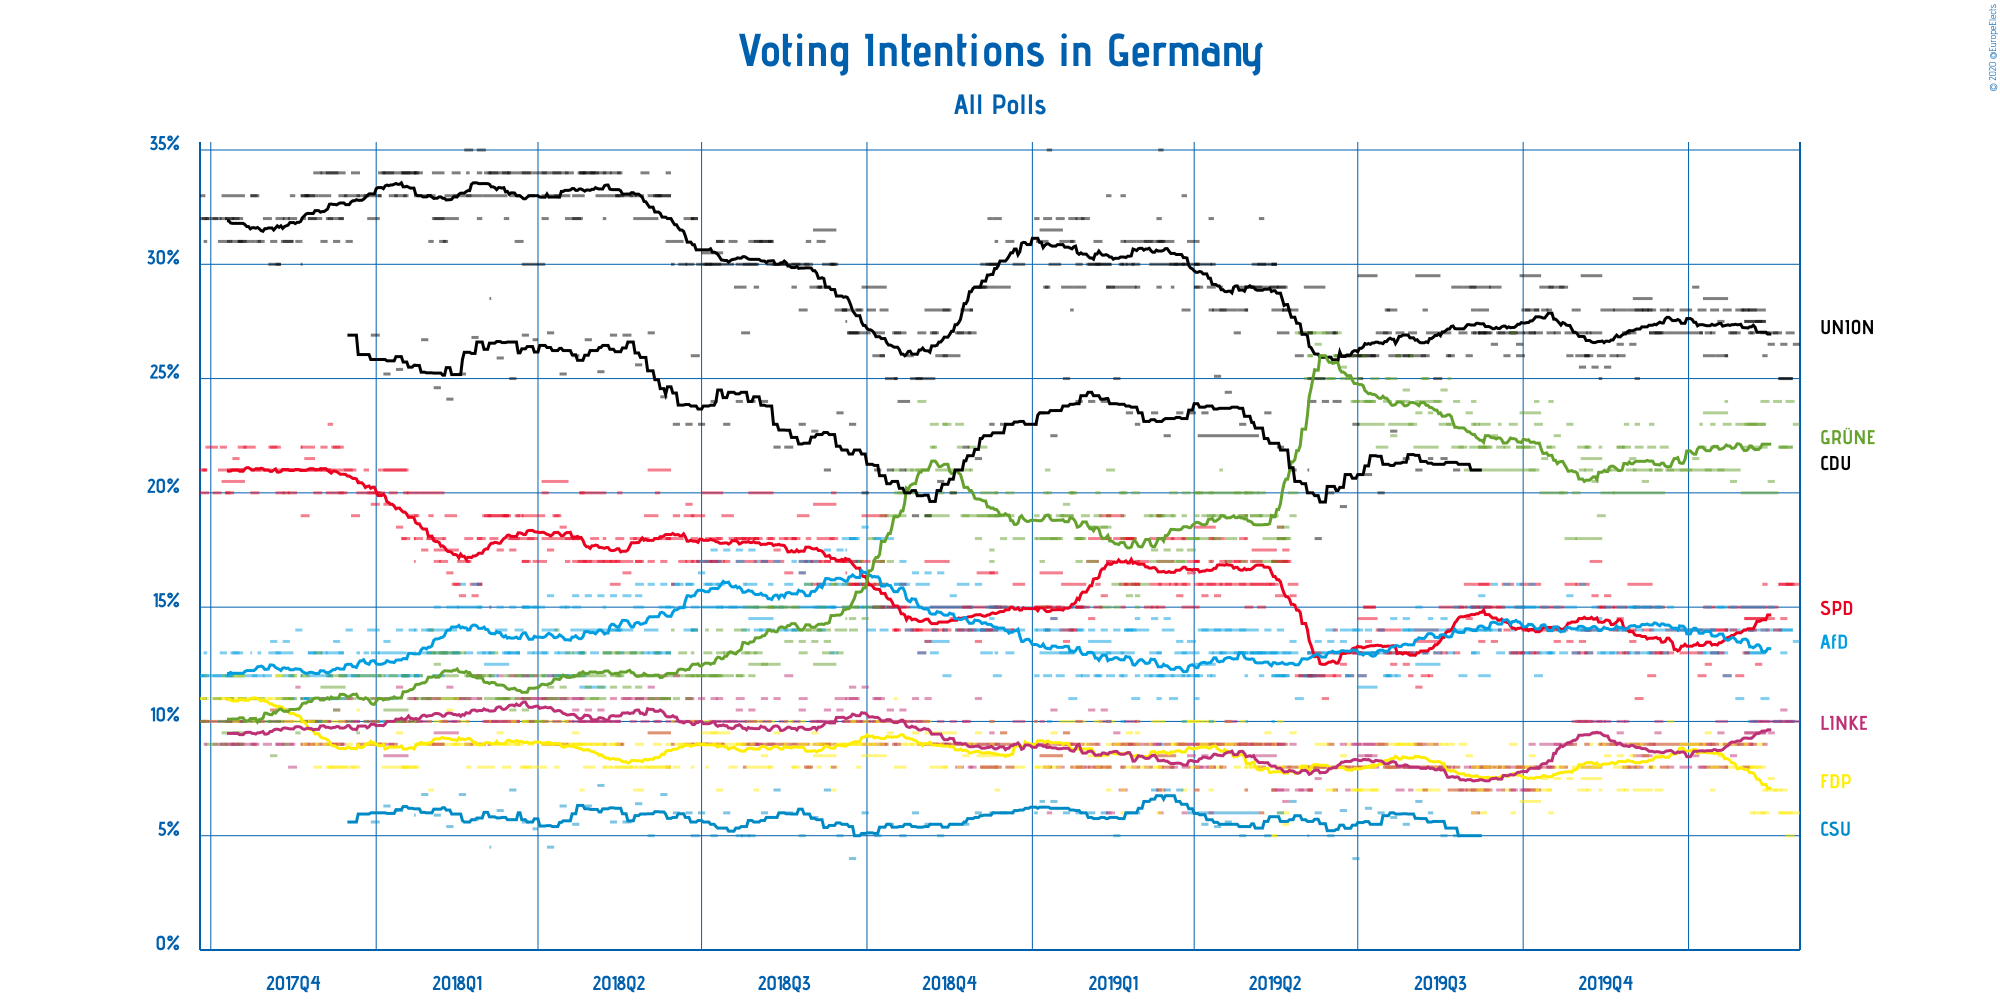 © 2020 @EuropeElects
Voting Intentions in Germany
All Polls
35%
30%
25%
20%
15%
10%
5%
0%
UNION
GRÜNE
CDU
SPD
AfD
LINKE
FDP
CSU
2017Q4 2018Q1 2018Q2 2018Q3 2018Q4 2019Q1 2019Q2 2019Q3 2019Q4